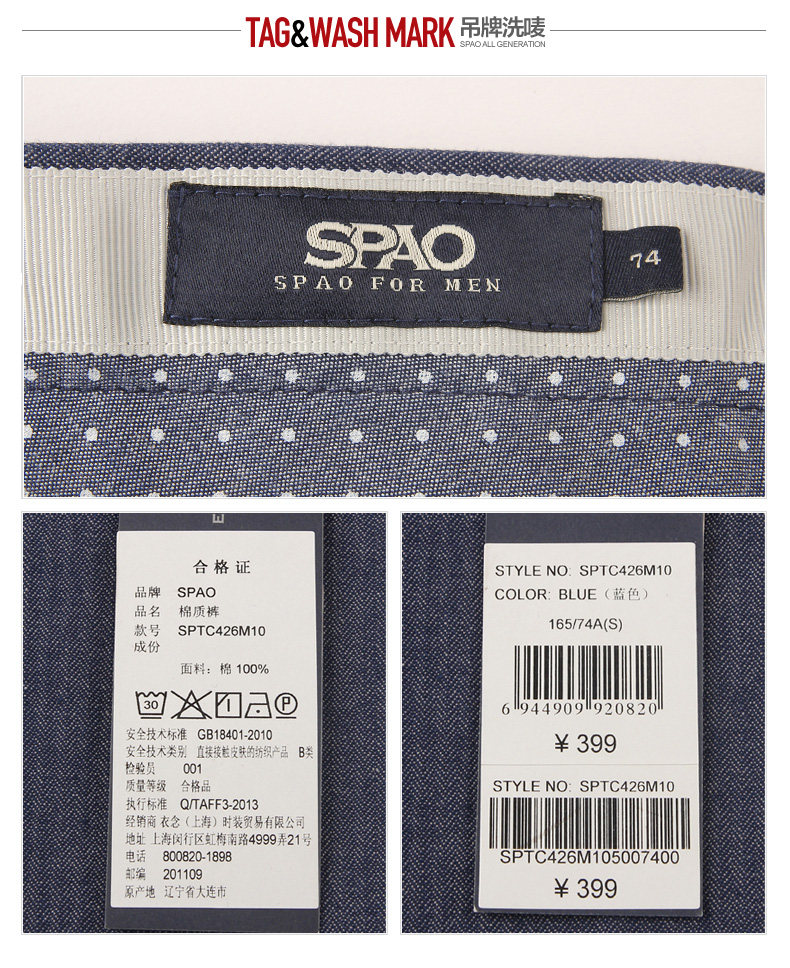 TAG&WASH MARK 吊牌洗唛
SPAO ALL GENERATION
SPAO
SPAO FOR MEN
74
E
合格证
品牌 SPAO
品名 棉质裤
款号 SPTC426M10
成份
面料: 棉 100%
30 P
安全技术标准 GB18401-2010
安全技术类别 直接接触皮肤的纺织产品 B类
检验员 001
质量等级 合格品
执行标准 Q/TAFF3-2013
经销商 衣念（上海）时装贸易有限公司
地址 上海闵行区虹梅南路4999弄21号
电话 800820-1898
邮编 201109
原产地 辽宁省大连市
STYLE NO: SPTC426M10
COLOR: BLUE（蓝色）
165/74A(S)
6 944909 920820
¥ 399
STYLE NO: SPTC426M10
SPTC426M105007400
¥ 399